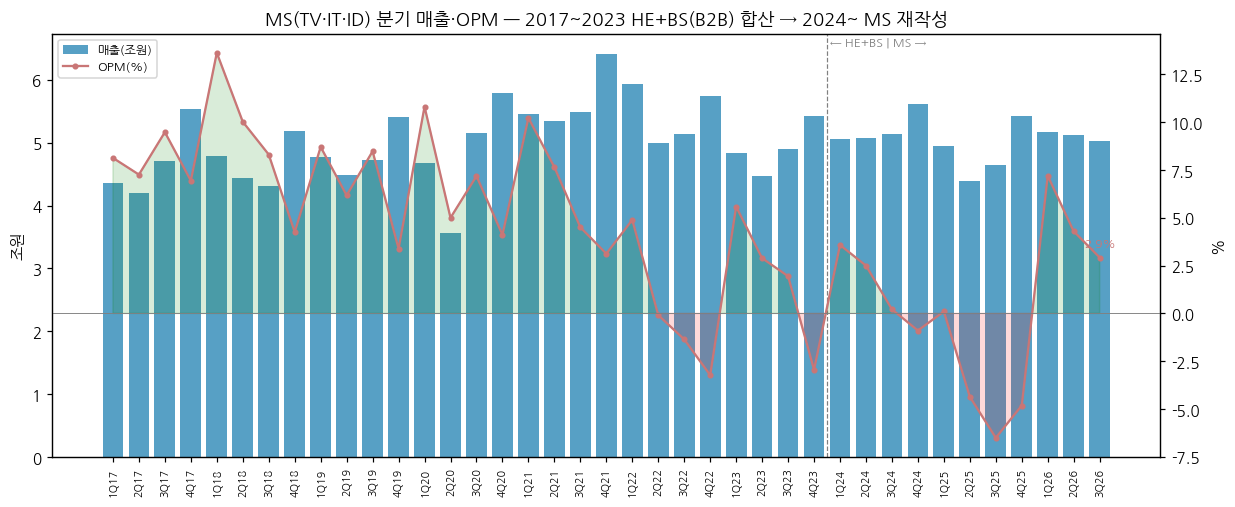 MS(TV·IT·ID) 분기 매출·OPM — 2017~2023 HE+BS(B2B) 합산 → 2024~ MS 재작성
매출(조원)
OPM(%)
← HE+BS | MS →
조원
%
6
5
4
3
2
1
0
12.5
10.0
7.5
5.0
2.5
0.0
-2.5
-5.0
-7.5
1Q17
2Q17
3Q17
4Q17
1Q18
2Q18
3Q18
4Q18
1Q19
2Q19
3Q19
4Q19
1Q20
2Q20
3Q20
4Q20
1Q21
2Q21
3Q21
4Q21
1Q22
2Q22
3Q22
4Q22
1Q23
2Q23
3Q23
4Q23
1Q24
2Q24
3Q24
4Q24
1Q25
2Q25
3Q25
4Q25
1Q26
2Q26
3Q26